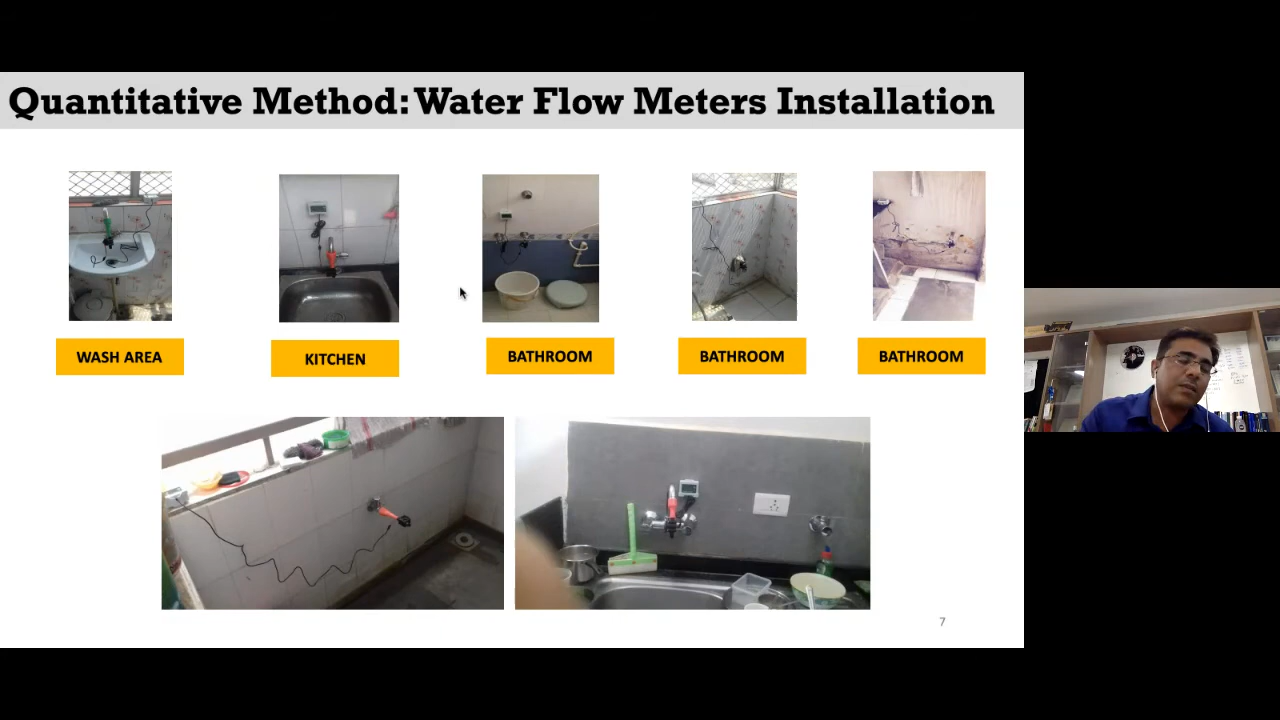 Quantitative Method: Water Flow Meters Installation
WASH AREA
KITCHEN
BATHROOM
BATHROOM
BATHROOM
7